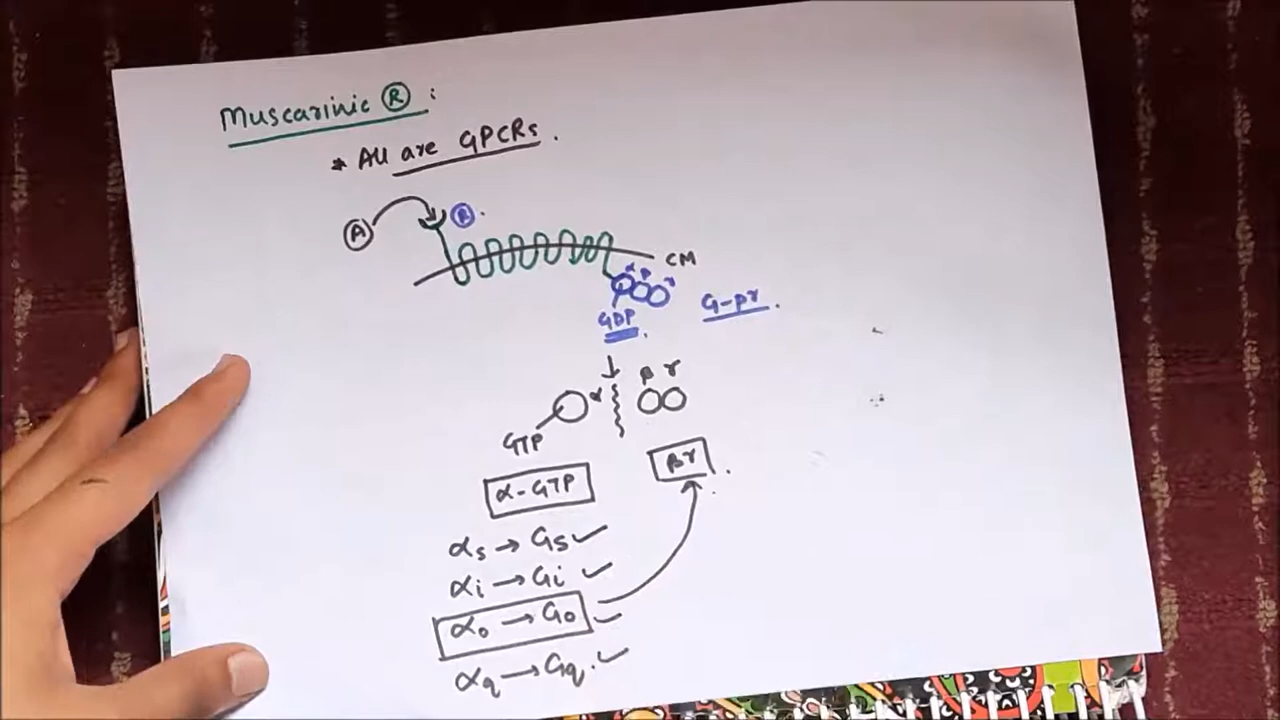 Muscarinic Ⓡ :
* All are GPCRs .
Ⓐ Ⓡ .
CM
α β γ
GDP . G-pr .
β γ
α
GTP
βγ .
α-GTP
αs → Gs ✓
αi → Gi ✓
αo → Go ✓
αq → Gq . ✓